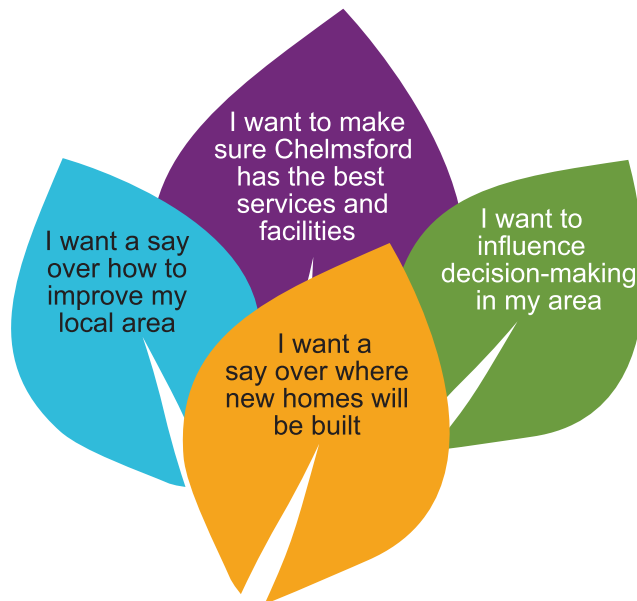 I want to make
sure Chelmsford
has the best
services and
facilities
I want a say
over how to
improve my
local area
I want to
influence
decision-making
in my area
I want a
say over where
new homes will
be built